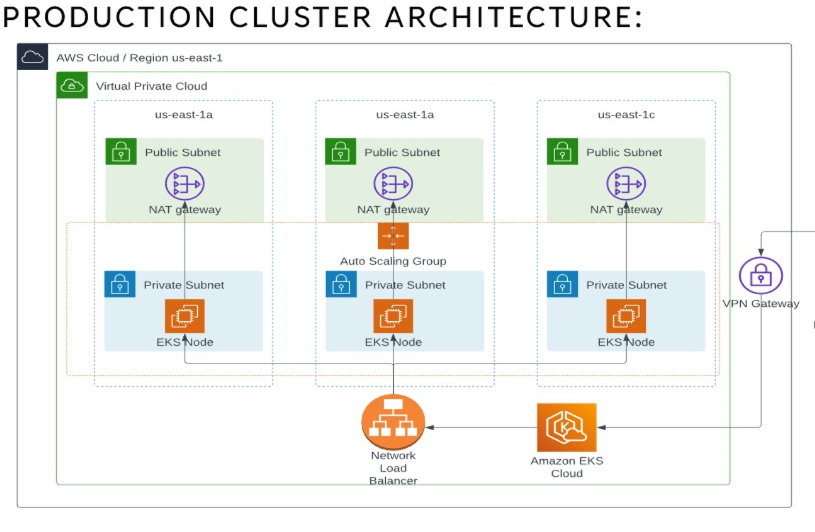 PRODUCTION CLUSTER ARCHITECTURE:
AWS Cloud / Region us-east-1
Virtual Private Cloud
us-east-1a
us-east-1a
us-east-1c
Public Subnet
Public Subnet
Public Subnet
NAT gateway
NAT gateway
NAT gateway
Auto Scaling Group
Private Subnet
Private Subnet
Private Subnet
VPN Gateway
EKS Node
EKS Node
EKS Node
Network
Load
Balancer
Amazon EKS
Cloud